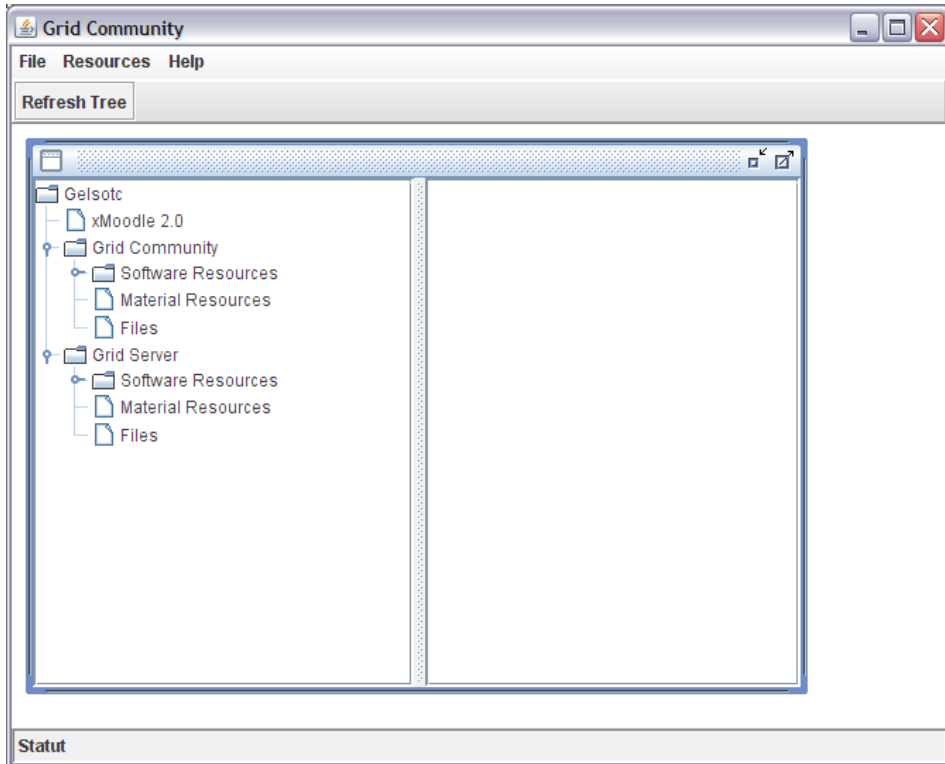 Grid Community
File Resources Help
Refresh Tree
Gelsotc
xMoodle 2.0
Grid Community
Software Resources
Material Resources
Files
Grid Server
Software Resources
Material Resources
Files
Statut